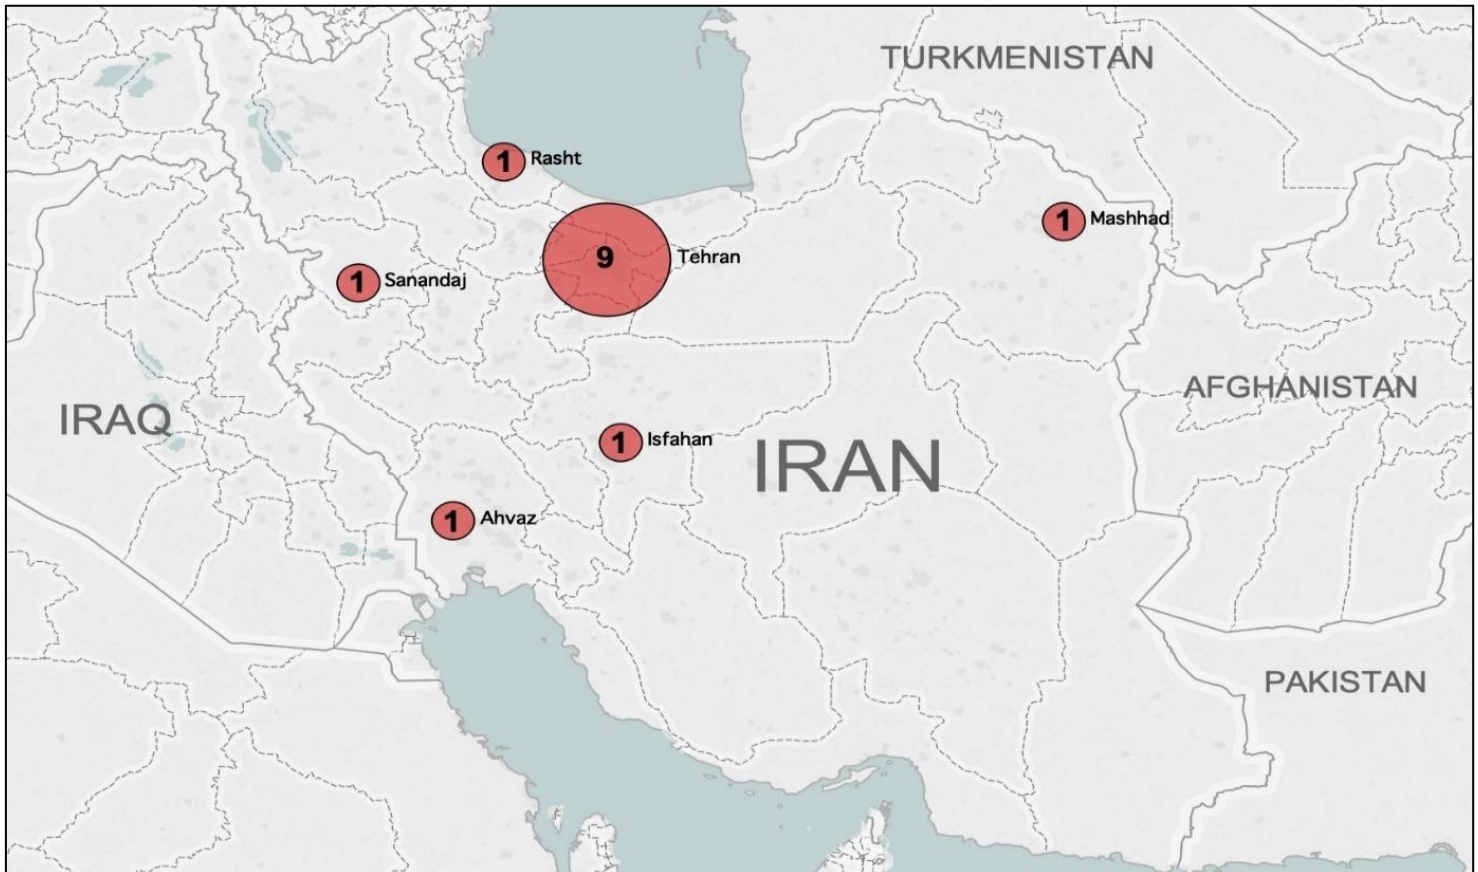 TURKMENISTAN
1 Rasht
1 Mashhad
9 Tehran
1 Sanandaj
AFGHANISTAN
IRAQ
1 Isfahan
IRAN
1 Ahvaz
PAKISTAN